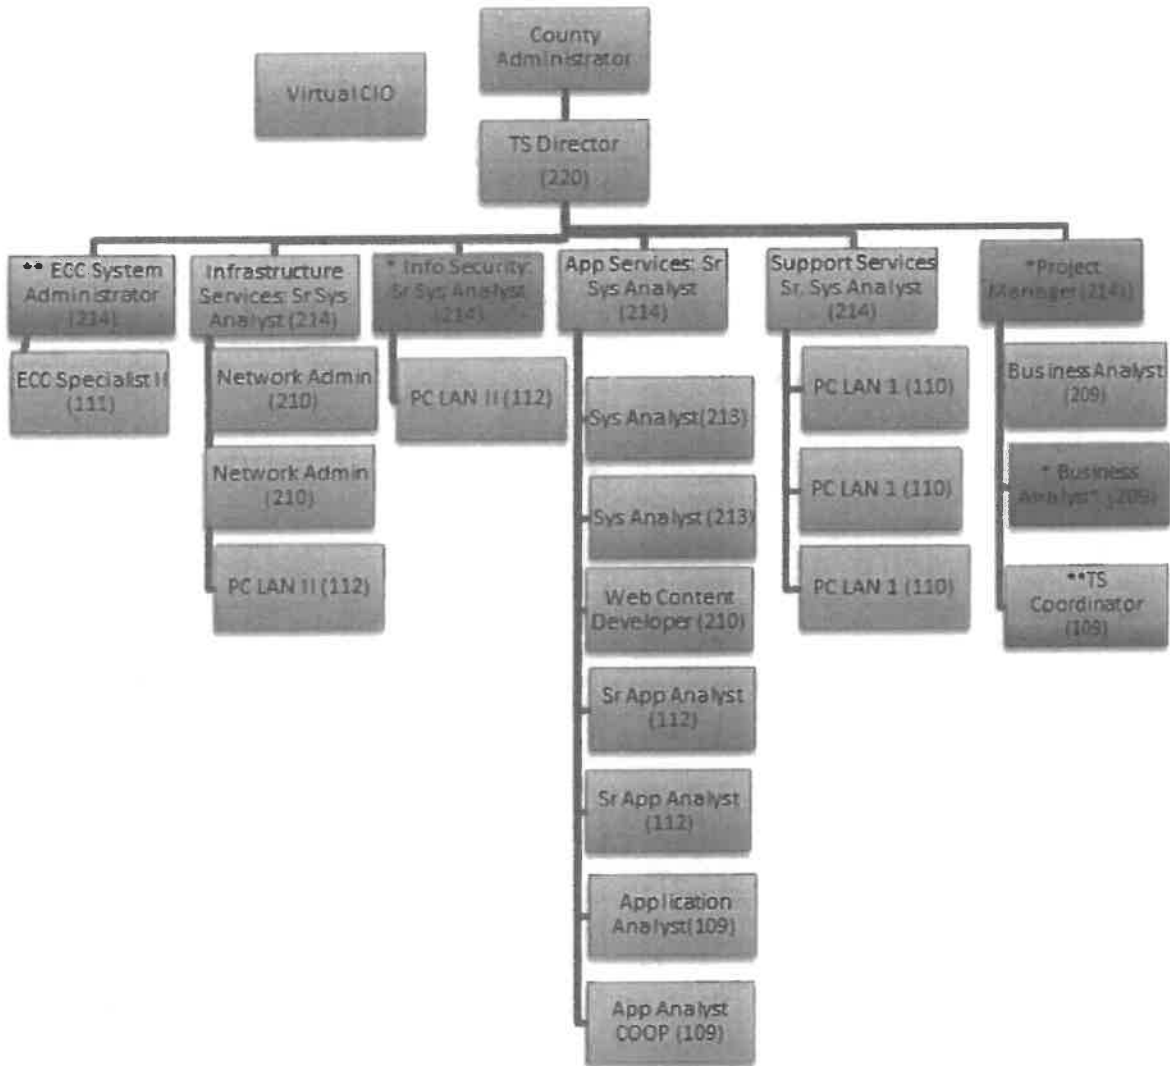 County
Administrator
Virtual CIO
TS Director
(220)
** ECC System
Administrator
(214)
Infrastructure
Services: Sr Sys
Analyst (214)
* Info Security:
Sr Sys Analyst
(214)
App Services: Sr
Sys Analyst
(214)
Support Services
Sr. Sys Analyst
(214)
*Project
Manager(214)
ECC Specialist II
(111)
Network Admin
(210)
Network Admin
(210)
PC LAN II (112)
PC LAN II (112)
Sys Analyst(213)
Sys Analyst (213)
Web Content
Developer (210)
Sr App Analyst
(112)
Sr App Analyst
(112)
Application
Analyst(109)
App Analyst
COOP (109)
PC LAN 1 (110)
PC LAN 1 (110)
PC LAN 1 (110)
Business Analyst
(209)
* Business
Analyst* (209)
**TS
Coordinator
(109)